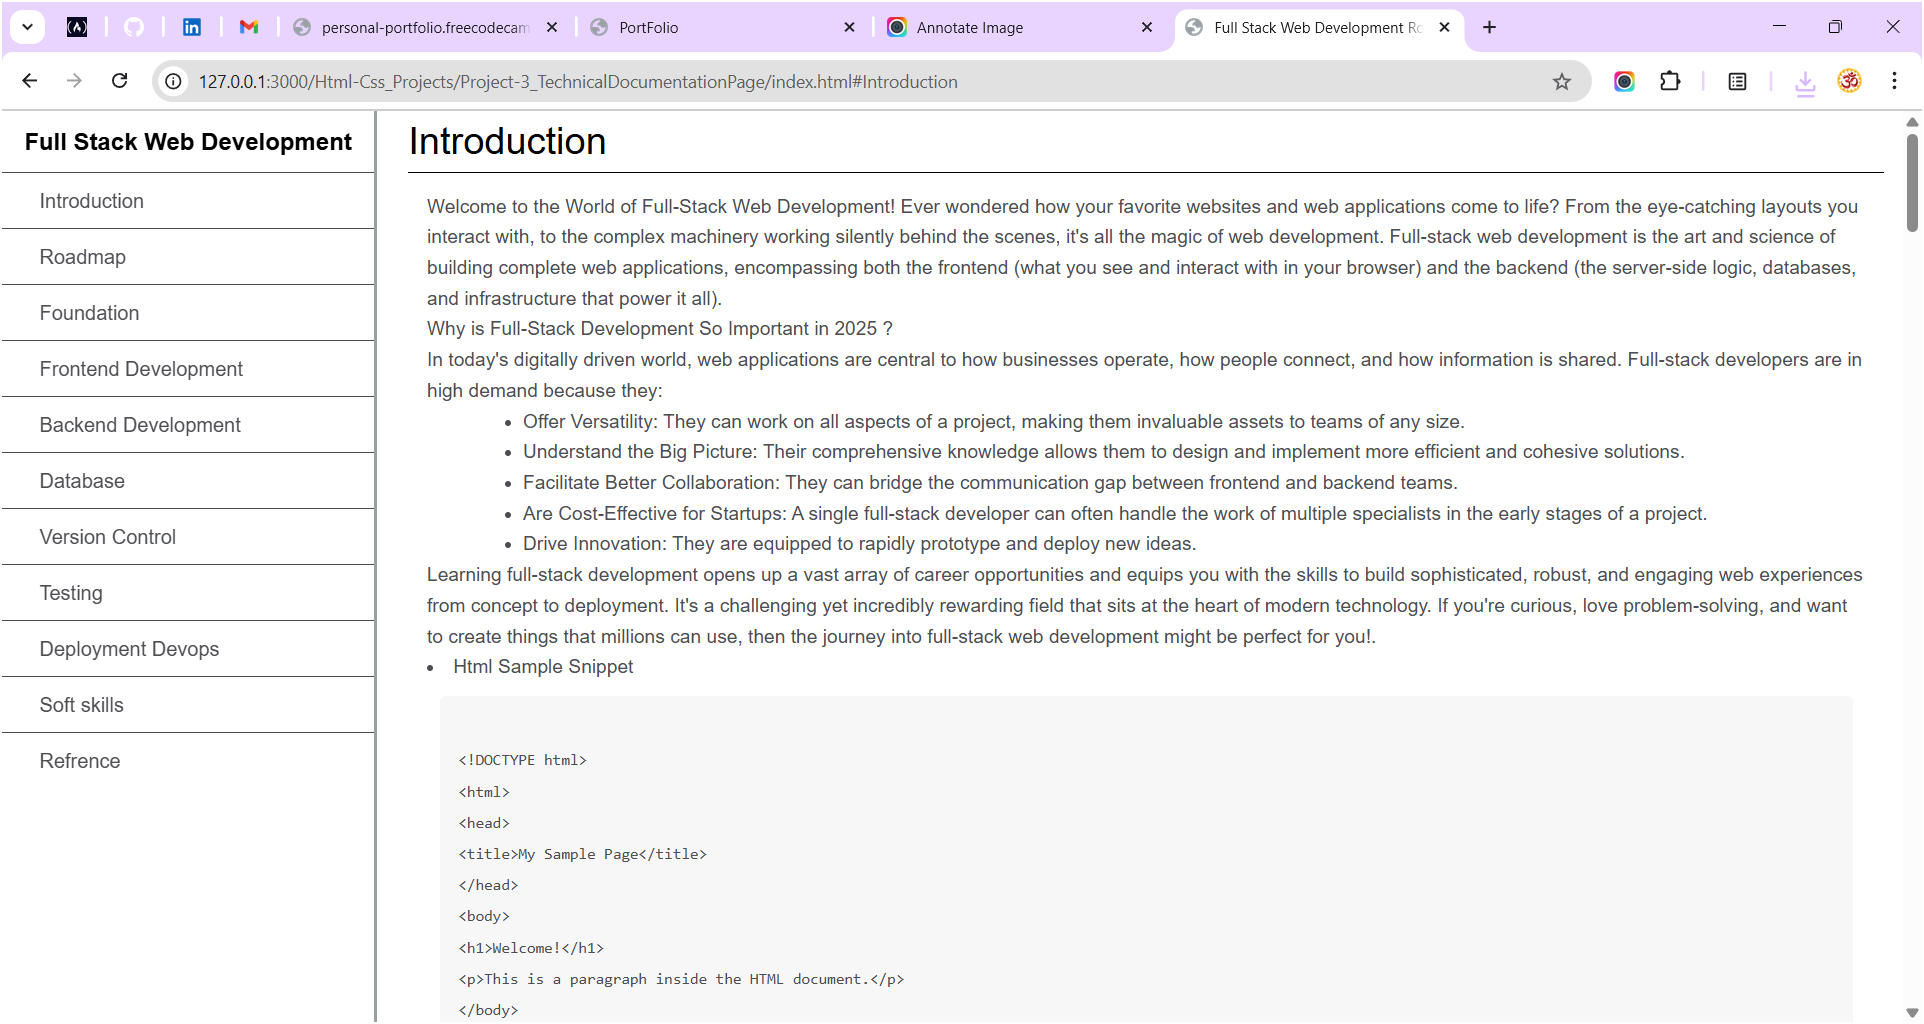 personal-portfolio.freecodecam
PortFolio
Annotate Image
Full Stack Web Development Ro
127.0.0.1:3000/Html-Css_Projects/Project-3_TechnicalDocumentationPage/index.html#Introduction
Full Stack Web Development
Introduction
Roadmap
Foundation
Frontend Development
Backend Development
Database
Version Control
Testing
Deployment Devops
Soft skills
Refrence
Introduction
Welcome to the World of Full-Stack Web Development! Ever wondered how your favorite websites and web applications come to life? From the eye-catching layouts you
interact with, to the complex machinery working silently behind the scenes, it's all the magic of web development. Full-stack web development is the art and science of
building complete web applications, encompassing both the frontend (what you see and interact with in your browser) and the backend (the server-side logic, databases,
and infrastructure that power it all).
Why is Full-Stack Development So Important in 2025 ?
In today's digitally driven world, web applications are central to how businesses operate, how people connect, and how information is shared. Full-stack developers are in
high demand because they:
• Offer Versatility: They can work on all aspects of a project, making them invaluable assets to teams of any size.
• Understand the Big Picture: Their comprehensive knowledge allows them to design and implement more efficient and cohesive solutions.
• Facilitate Better Collaboration: They can bridge the communication gap between frontend and backend teams.
• Are Cost-Effective for Startups: A single full-stack developer can often handle the work of multiple specialists in the early stages of a project.
• Drive Innovation: They are equipped to rapidly prototype and deploy new ideas.
Learning full-stack development opens up a vast array of career opportunities and equips you with the skills to build sophisticated, robust, and engaging web experiences
from concept to deployment. It's a challenging yet incredibly rewarding field that sits at the heart of modern technology. If you're curious, love problem-solving, and want
to create things that millions can use, then the journey into full-stack web development might be perfect for you!.
• Html Sample Snippet
<!DOCTYPE html>
<html>
<head>
<title>My Sample Page</title>
</head>
<body>
<h1>Welcome!</h1>
<p>This is a paragraph inside the HTML document.</p>
</body>